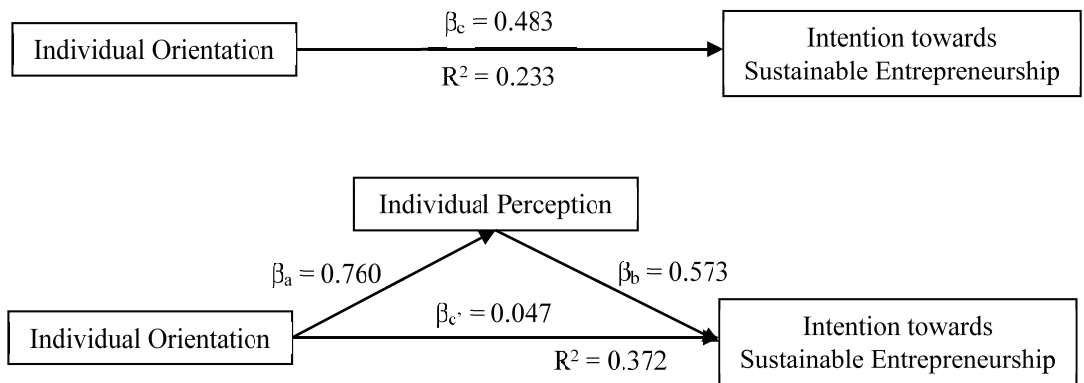 βc = 0.483
Individual Orientation
Intention towards
Sustainable Entrepreneurship
R² = 0.233
Individual Perception
βa = 0.760
βb = 0.573
βc' = 0.047
Individual Orientation
Intention towards
Sustainable Entrepreneurship
R² = 0.372